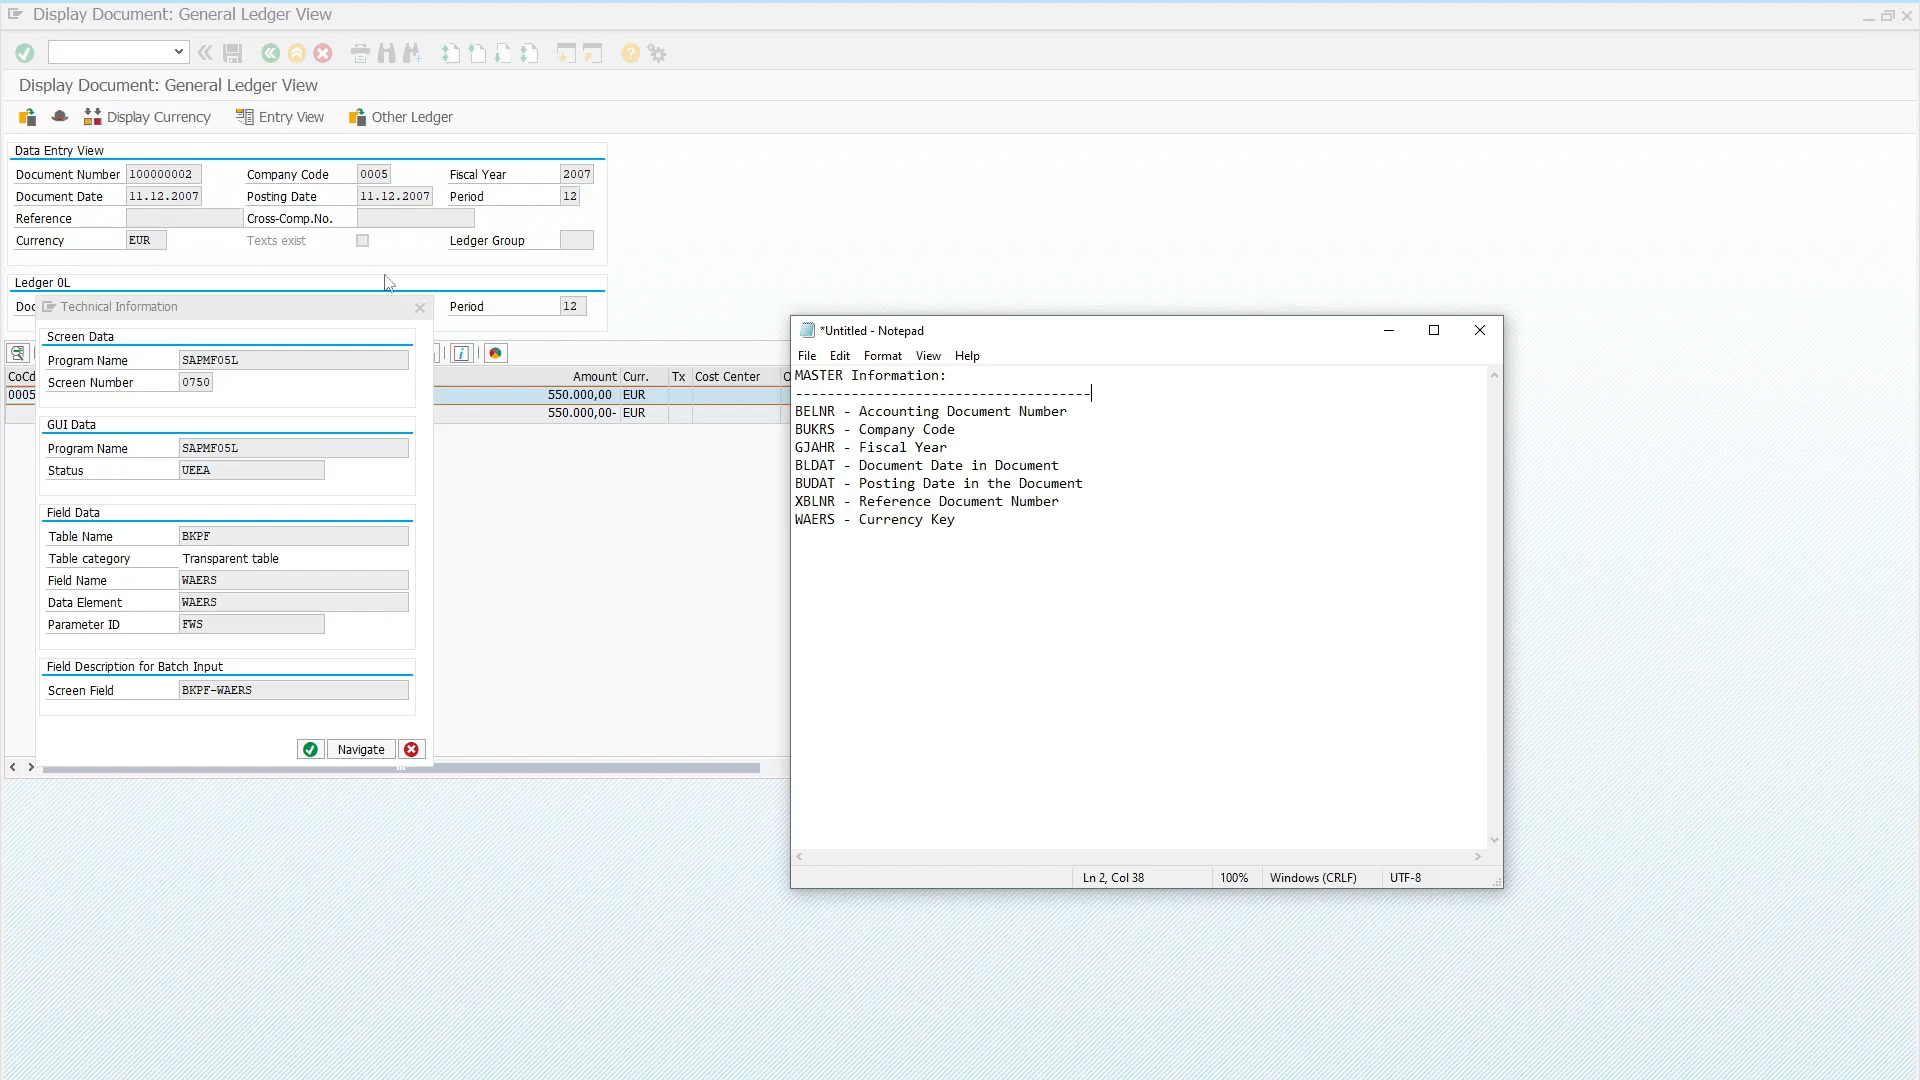 Display Document: General Ledger View
Display Document: General Ledger View
Display Currency Entry View Other Ledger
Data Entry View
Document Number 100000002 Company Code 0005 Fiscal Year 2007
Document Date 11.12.2007 Posting Date 11.12.2007 Period 12
Reference Cross-Comp.No.
Currency EUR Texts exist Ledger Group
Ledger 0L
Doc Period 12
Technical Information
Screen Data
Program Name SAPMF05L
Screen Number 0750
GUI Data
Program Name SAPMF05L
Status UEEA
Field Data
Table Name BKPF
Table category Transparent table
Field Name WAERS
Data Element WAERS
Parameter ID FWS
Field Description for Batch Input
Screen Field BKPF-WAERS
Navigate
CoCd Amount Curr. Tx Cost Center
0005 550.000,00 EUR
550.000,00- EUR
*Untitled - Notepad
File Edit Format View Help
MASTER Information:
-------------------------------------
BELNR - Accounting Document Number
BUKRS - Company Code
GJAHR - Fiscal Year
BLDAT - Document Date in Document
BUDAT - Posting Date in the Document
XBLNR - Reference Document Number
WAERS - Currency Key
Ln 2, Col 38 100% Windows (CRLF) UTF-8